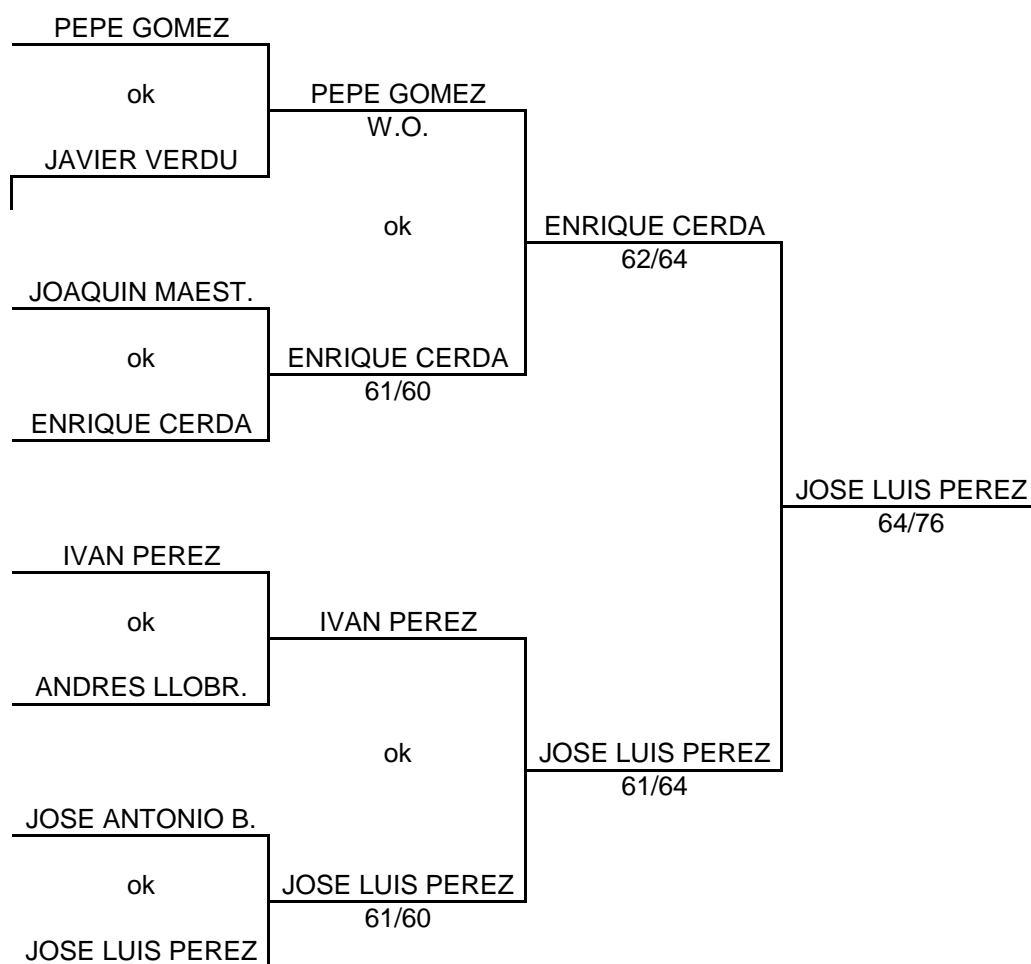 PEPE GOMEZ
ok
PEPE GOMEZ
W.O.
JAVIER VERDU
ok
ENRIQUE CERDA
62/64
JOAQUIN MAEST.
ok
ENRIQUE CERDA
61/60
ENRIQUE CERDA
JOSE LUIS PEREZ
64/76
IVAN PEREZ
ok
IVAN PEREZ
ANDRES LLOBR.
ok
JOSE LUIS PEREZ
61/64
JOSE ANTONIO B.
ok
JOSE LUIS PEREZ
61/60
JOSE LUIS PEREZ